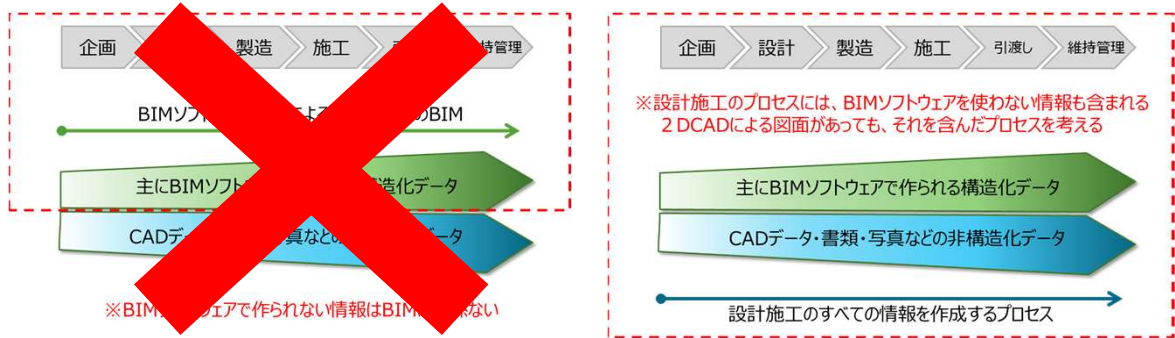 企画 製造 施工 持管理
BIMソフト による のBIM
主にBIMソフト 構造化データ
CADデー 真などの データ
※BIM ウェアで作られない情報はBIM ない
企画 設計 製造 施工 引渡し 維持管理
※設計施工のプロセスには、BIMソフトウェアを使わない情報も含まれる
２DCADによる図面があっても、それを含んだプロセスを考える
主にBIMソフトウェアで作られる構造化データ
CADデータ・書類・写真などの非構造化データ
設計施工のすべての情報を作成するプロセス